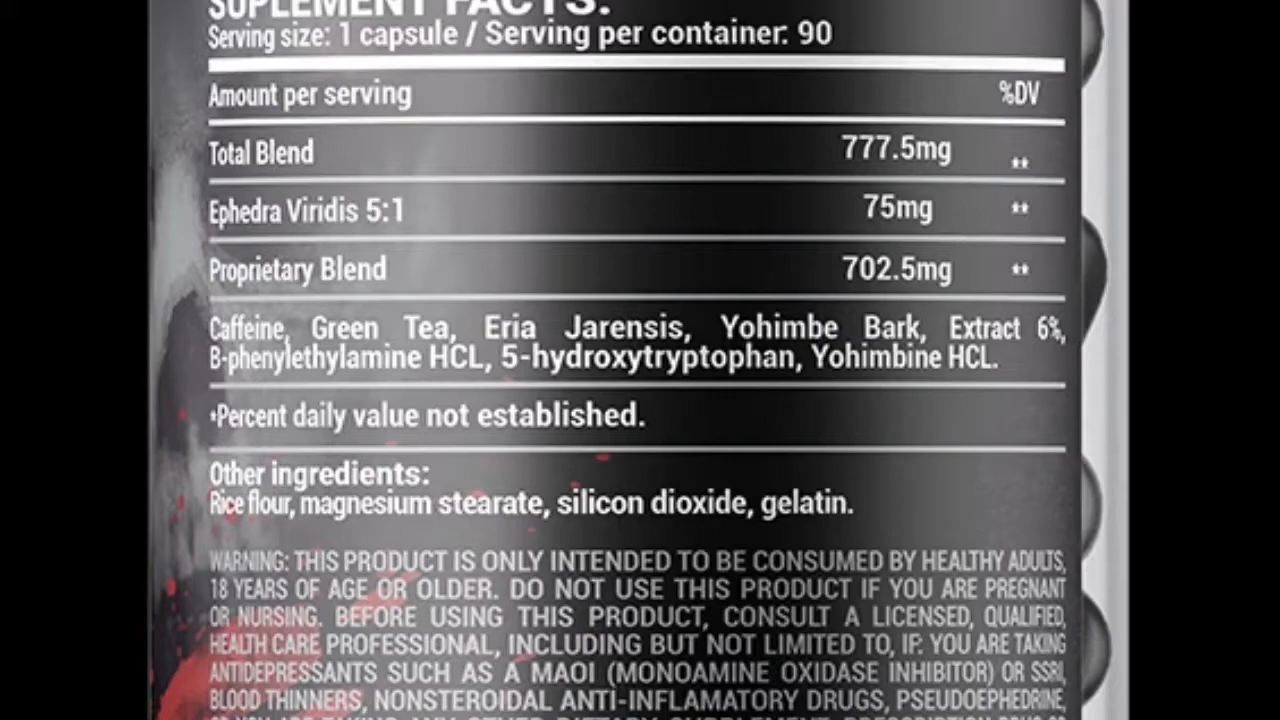 SUPLEMENT FACTS:
Serving size: 1 capsule / Serving per container: 90
Amount per serving %DV
Total Blend 777.5mg **
Ephedra Viridis 5:1 75mg **
Proprietary Blend 702.5mg **
Caffeine, Green Tea, Eria Jarensis, Yohimbe Bark, Extract 6%,
B-phenylethylamine HCL, 5-hydroxytryptophan, Yohimbine HCL.
*Percent daily value not established.
Other ingredients:
Rice flour, magnesium stearate, silicon dioxide, gelatin.
WARNING: THIS PRODUCT IS ONLY INTENDED TO BE CONSUMED BY HEALTHY ADULTS,
18 YEARS OF AGE OR OLDER. DO NOT USE THIS PRODUCT IF YOU ARE PREGNANT
OR NURSING. BEFORE USING THIS PRODUCT, CONSULT A LICENSED, QUALIFIED,
HEALTH CARE PROFESSIONAL, INCLUDING BUT NOT LIMITED TO, IF: YOU ARE TAKING
ANTIDEPRESSANTS SUCH AS A MAOI (MONOAMINE OXIDASE INHIBITOR) OR SSRI,
BLOOD THINNERS, NONSTEROIDAL ANTI-INFLAMATORY DRUGS, PSEUDOEPHEDRINE,